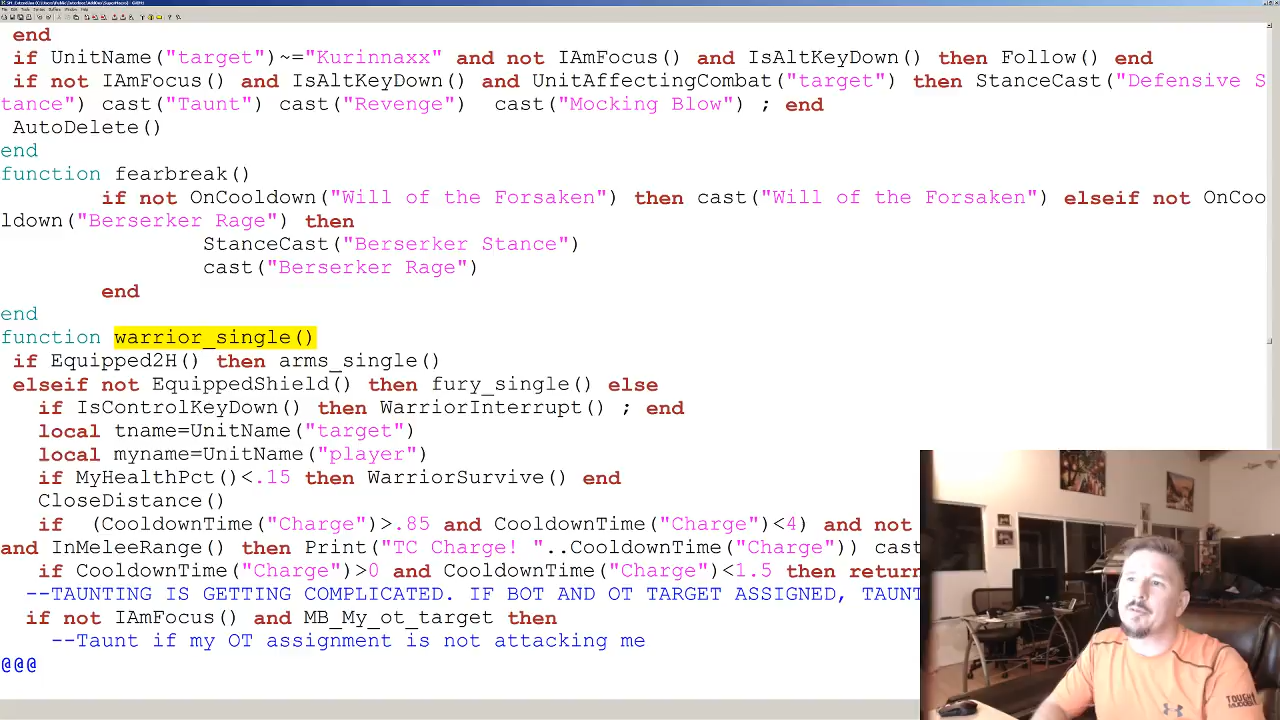 end
if UnitName("target")~="Kurinnaxx" and not IAmFocus() and IsAltKeyDown() then Follow() end
if not IAmFocus() and IsAltKeyDown() and UnitAffectingCombat("target") then StanceCast("Defensive S
tance") cast("Taunt") cast("Revenge")  cast("Mocking Blow") ; end
AutoDelete()
end
function fearbreak()
if not OnCooldown("Will of the Forsaken") then cast("Will of the Forsaken") elseif not OnCoo
ldown("Berserker Rage") then
StanceCast("Berserker Stance")
cast("Berserker Rage")
end
end
function warrior_single()
if Equipped2H() then arms_single()
elseif not EquippedShield() then fury_single() else
if IsControlKeyDown() then WarriorInterrupt() ; end
local tname=UnitName("target")
local myname=UnitName("player")
if MyHealthPct()<.15 then WarriorSurvive() end
CloseDistance()
if  (CooldownTime("Charge")>.85 and CooldownTime("Charge")<4) and not
and InMeleeRange() then Print("TC Charge! "..CooldownTime("Charge")) cast
if CooldownTime("Charge")>0 and CooldownTime("Charge")<1.5 then return
--TAUNTING IS GETTING COMPLICATED. IF BOT AND OT TARGET ASSIGNED, TAUNT
if not IAmFocus() and MB_My_ot_target then
--Taunt if my OT assignment is not attacking me
@@@